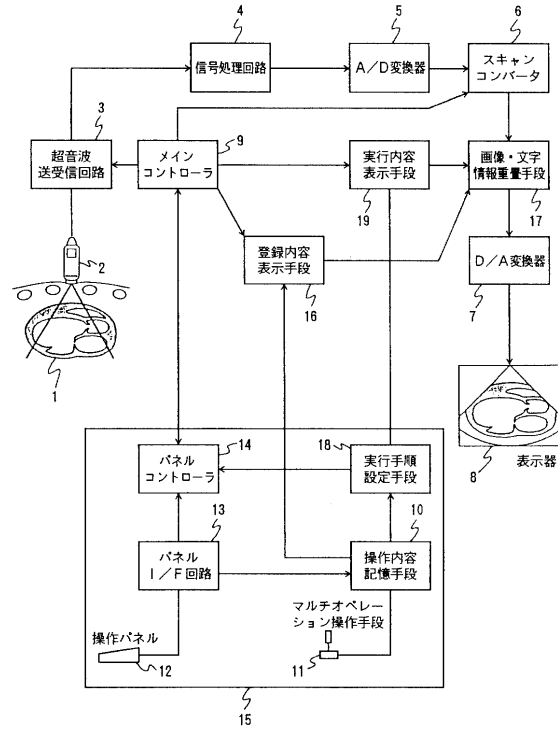 4
信号処理回路
5
A/D変換器
6
スキャン
コンバータ
3
超音波
送受信回路
9
メイン
コントローラ
実行内容
表示手段
19
画像・文字
情報重畳手段
17
2
登録内容
表示手段
16
D/A変換器
7
1
8
表示器
14
パネル
コントローラ
18
実行手順
設定手段
13
パネル
I/F回路
10
操作内容
記憶手段
操作パネル
12
マルチオペレー
ション操作手段
11
15